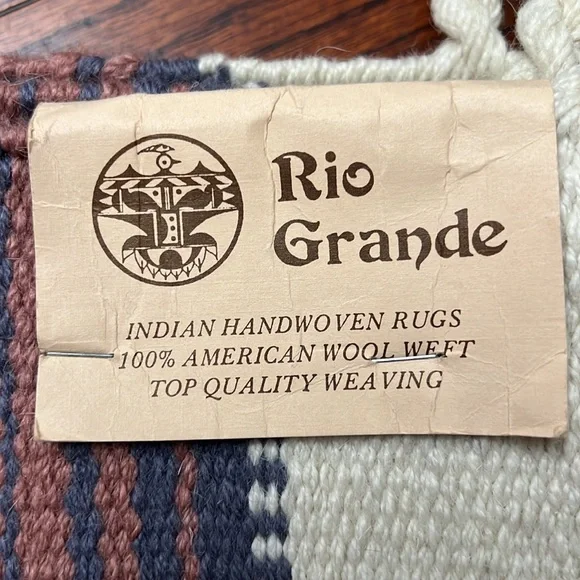 Rio
Grande
INDIAN HANDWOVEN RUGS
100% AMERICAN WOOL WEFT
TOP QUALITY WEAVING